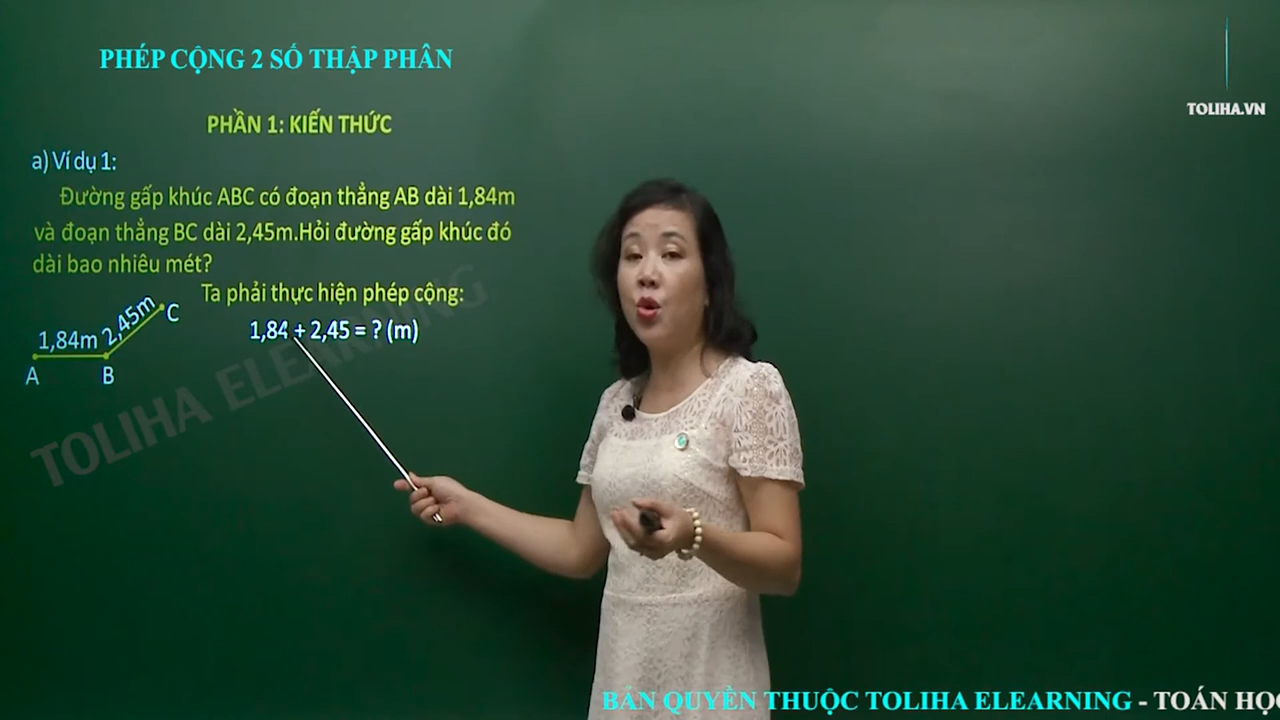 PHÉP CỘNG 2 SỐ THẬP PHÂN
TOLIHA.VN
PHẦN 1: KIẾN THỨC
a) Ví dụ 1:
Đường gấp khúc ABC có đoạn thẳng AB dài 1,84m
và đoạn thẳng BC dài 2,45m.Hỏi đường gấp khúc đó
dài bao nhiêu mét?
Ta phải thực hiện phép cộng:
1,84 + 2,45 = ? (m)
1,84m
2,45m
C
A
B
TOLIHA ELEARNING
BẢN QUYỀN THUỘC TOLIHA ELEARNING - TOÁN HỌC